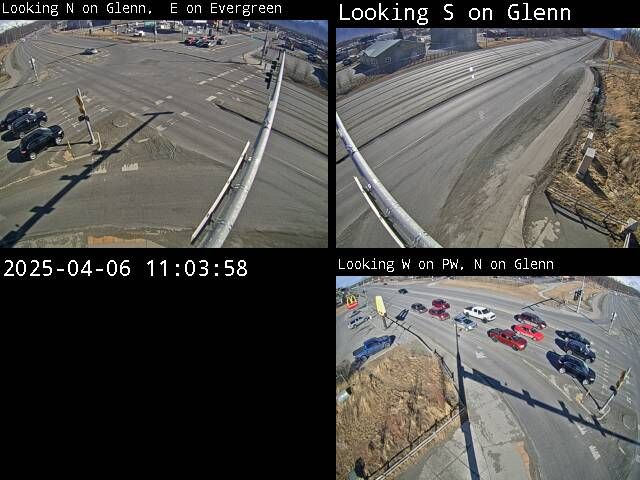 Looking N on Glenn,  E on Evergreen
Looking S on Glenn
2025-04-06 11:03:58
Looking W on PW, N on Glenn